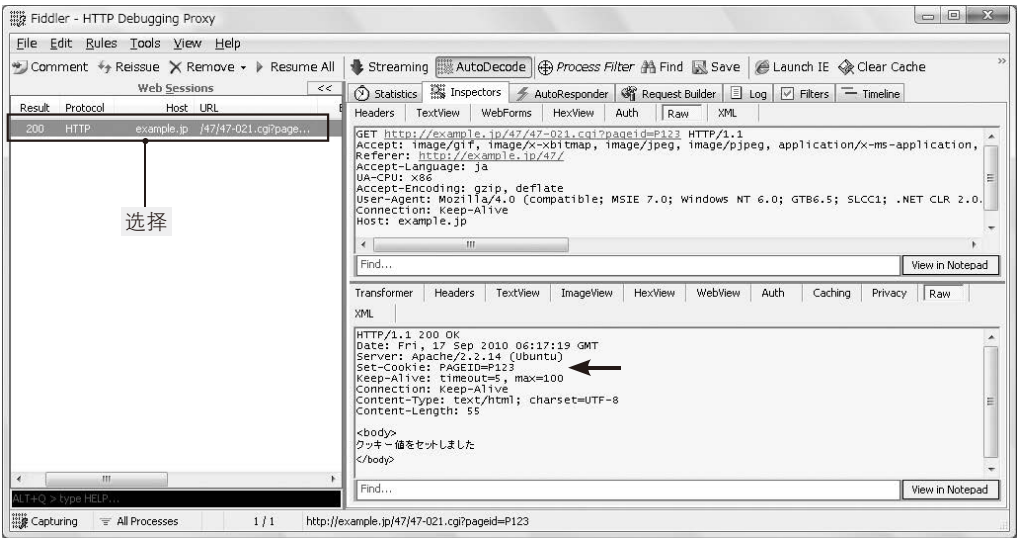 Fiddler - HTTP Debugging Proxy
File Edit Rules Tools View Help
Comment Reissue Remove Resume All Streaming AutoDecode Process Filter Find Save Launch IE Clear Cache »
Web Sessions <<
Statistics Inspectors AutoResponder Request Builder Log Filters Timeline
Result Protocol Host URL
200 HTTP example.jp /47/47-021.cgi?page...
选择
Headers TextView WebForms HexView Auth Raw XML
GET http://example.jp/47/47-021.cgi?pageid=P123 HTTP/1.1
Accept: image/gif, image/x-xbitmap, image/jpeg, image/pjpeg, application/x-ms-application,
Referer: http://example.jp/47/
Accept-Language: ja
UA-CPU: x86
Accept-Encoding: gzip, deflate
User-Agent: Mozilla/4.0 (compatible; MSIE 7.0; Windows NT 6.0; GTB6.5; SLCC1; .NET CLR 2.0.
Connection: Keep-Alive
Host: example.jp
Find... View in Notepad
Transformer Headers TextView ImageView HexView WebView Auth Caching Privacy Raw
XML
HTTP/1.1 200 OK
Date: Fri, 17 Sep 2010 06:17:19 GMT
Server: Apache/2.2.14 (Ubuntu)
Set-Cookie: PAGEID=P123
Keep-Alive: timeout=5, max=100
Connection: Keep-Alive
Content-Type: text/html; charset=UTF-8
Content-Length: 55
<body>
クッキー値をセットしました
</body>
Find... View in Notepad
ALT+Q > type HELP...
Capturing All Processes 1 / 1 http://example.jp/47/47-021.cgi?pageid=P123